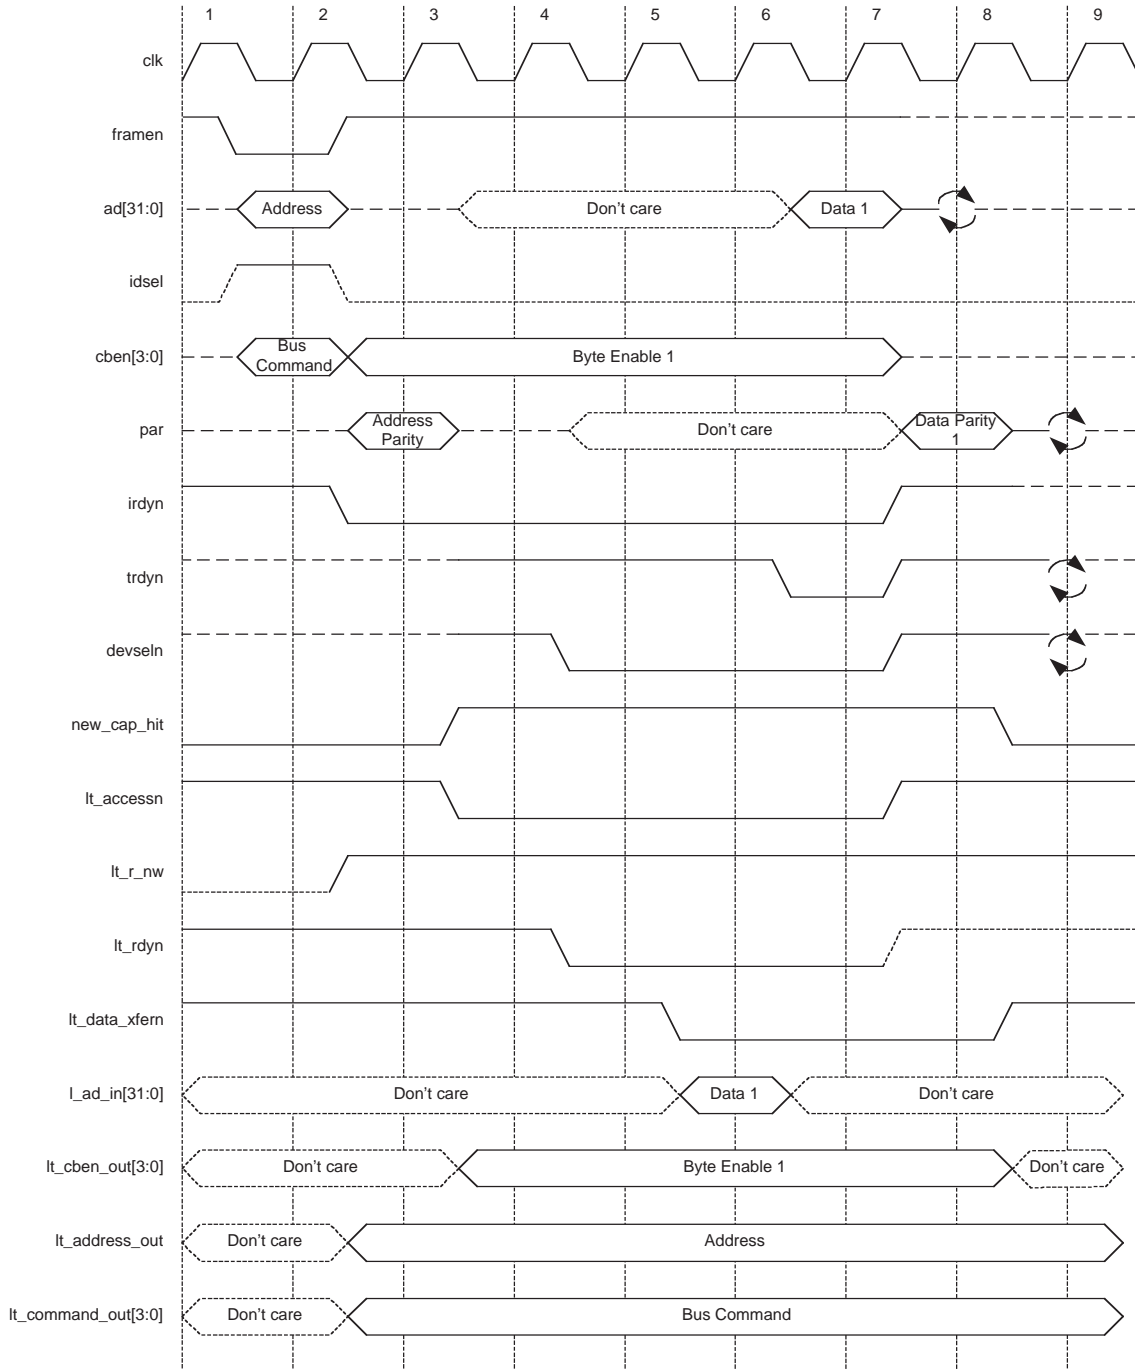 1 2 3 4 5 6 7 8 9
clk
framen
ad[31:0] Address Don't care Data 1
idsel
cben[3:0] Bus Command Byte Enable 1
par Address Parity Don't care Data Parity 1
irdyn
trdyn
devseln
new_cap_hit
lt_accessn
lt_r_nw
lt_rdyn
lt_data_xfern
l_ad_in[31:0] Don't care Data 1 Don't care
lt_cben_out[3:0] Don't care Byte Enable 1 Don't care
lt_address_out Don't care Address
lt_command_out[3:0] Don't care Bus Command